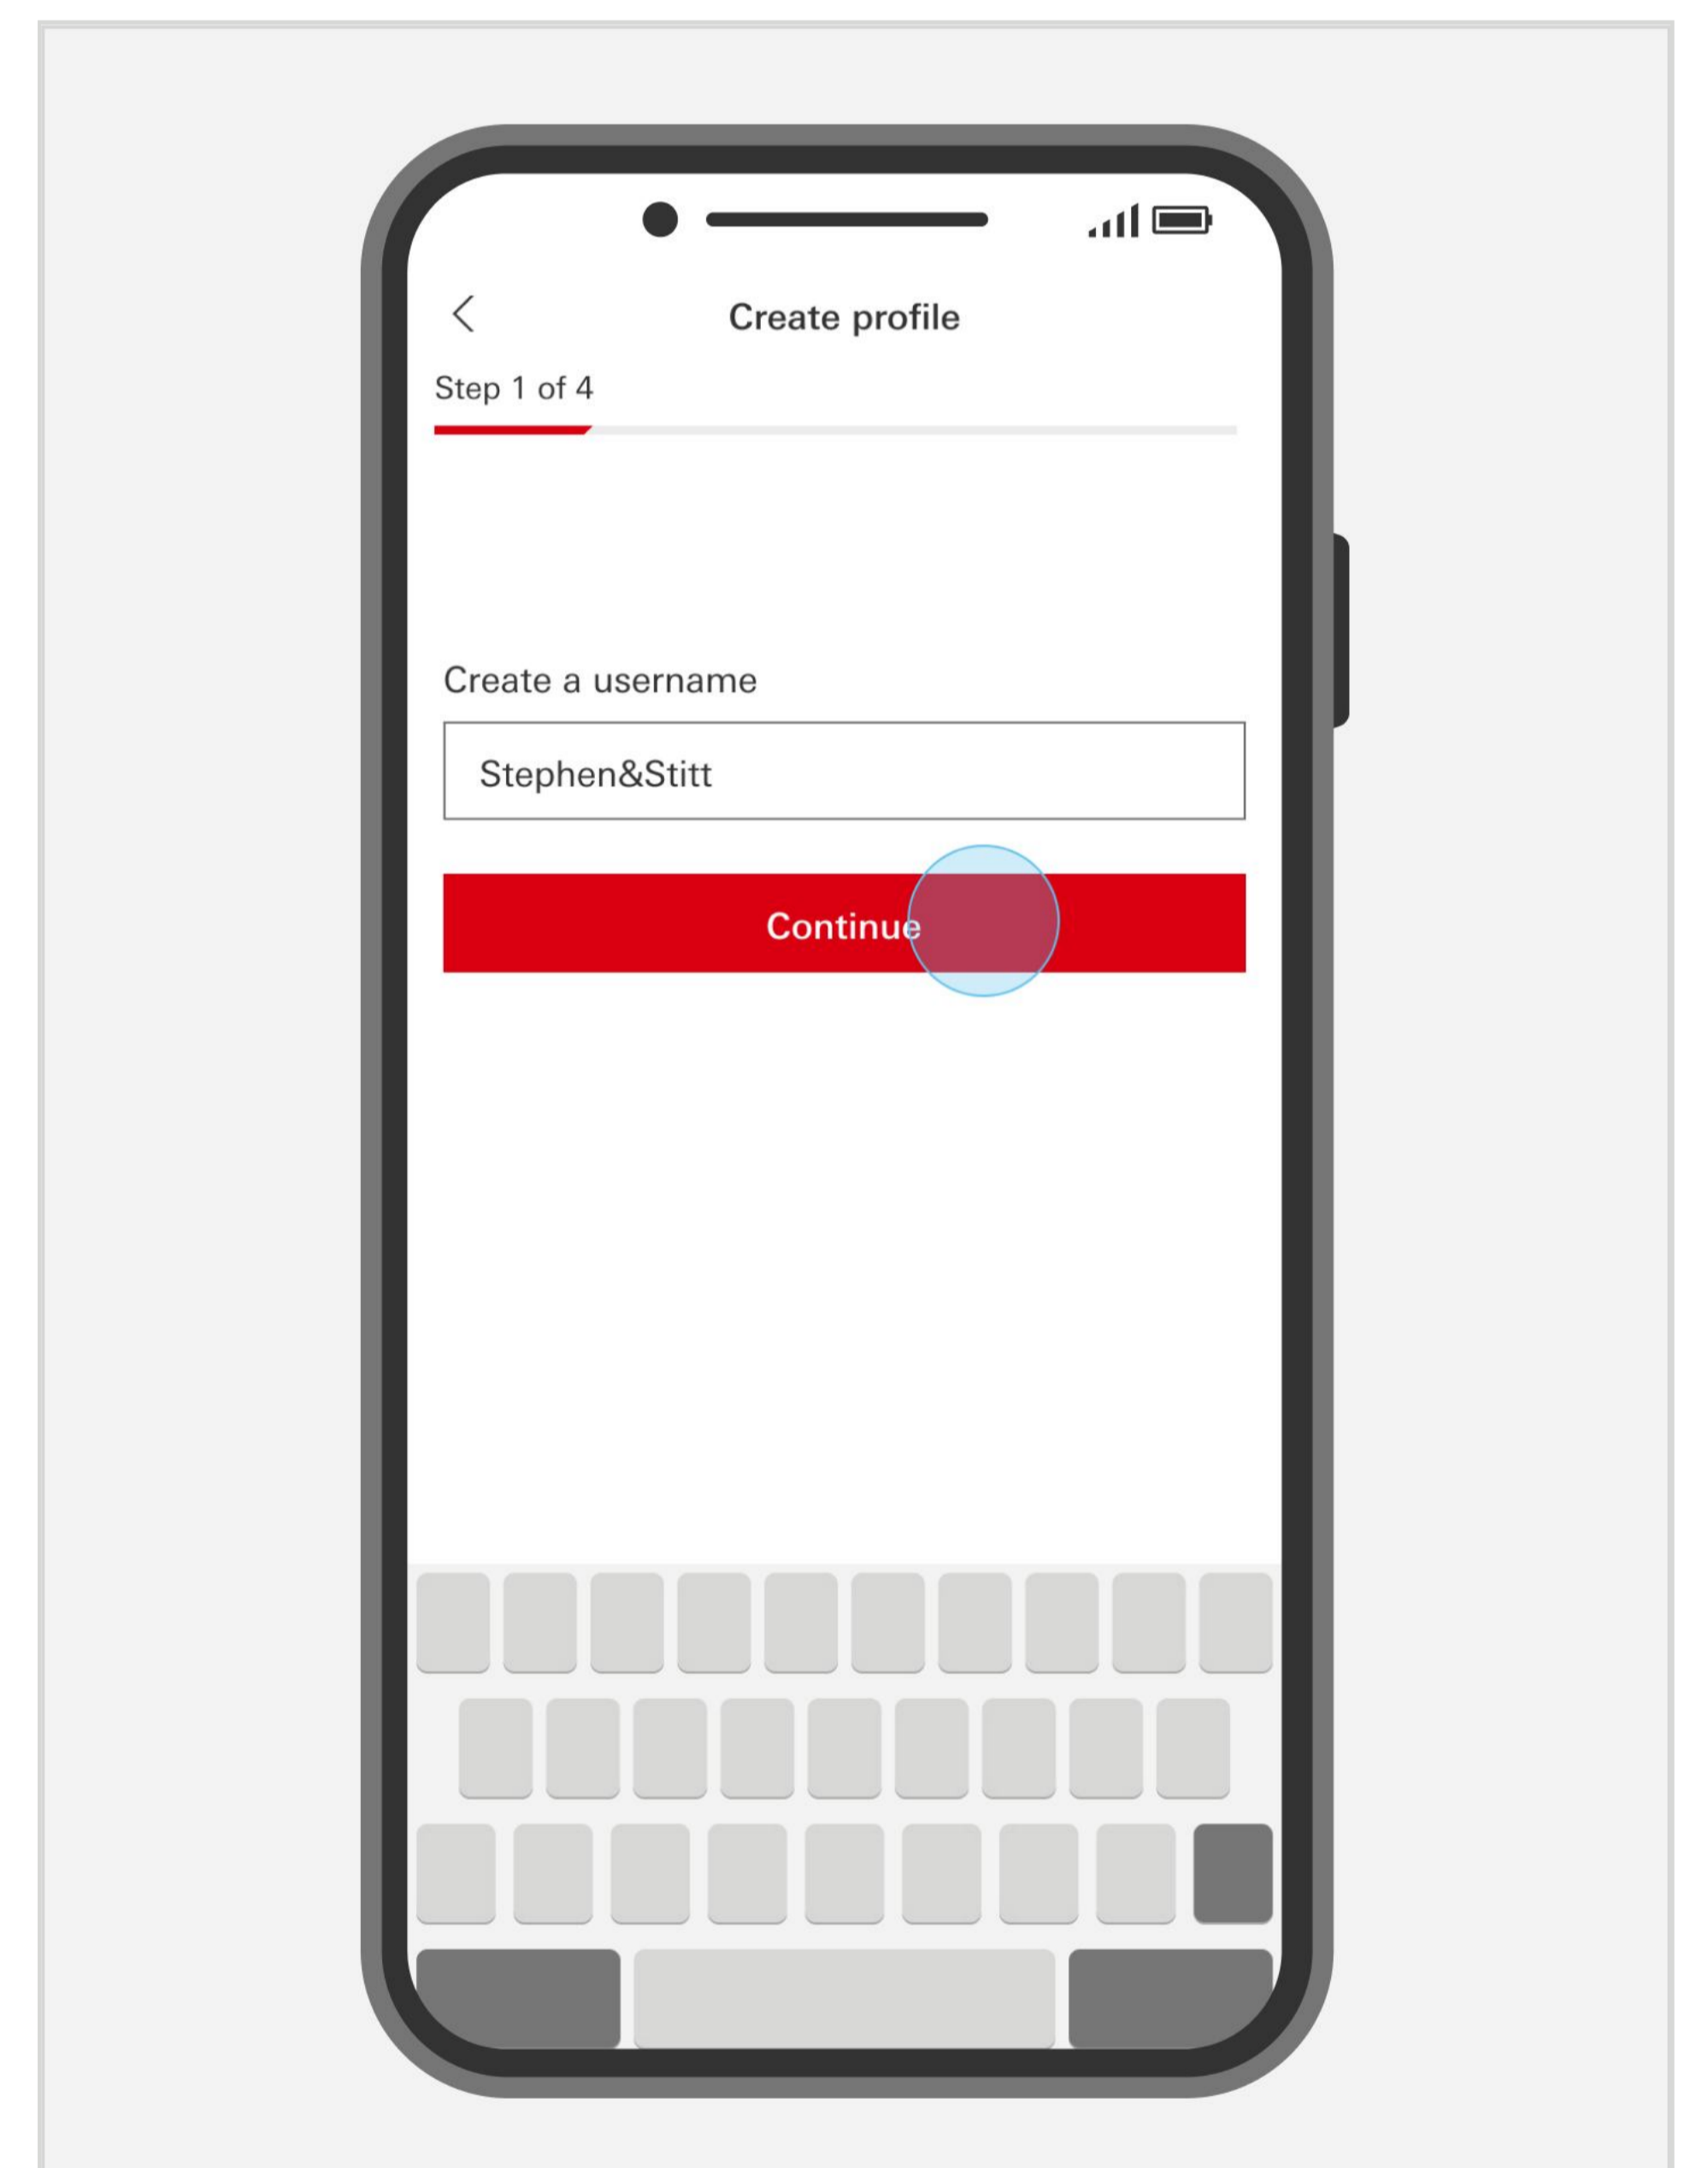 Create profile
Step 1 of 4
Create a username
Stephen&Stitt
Continue